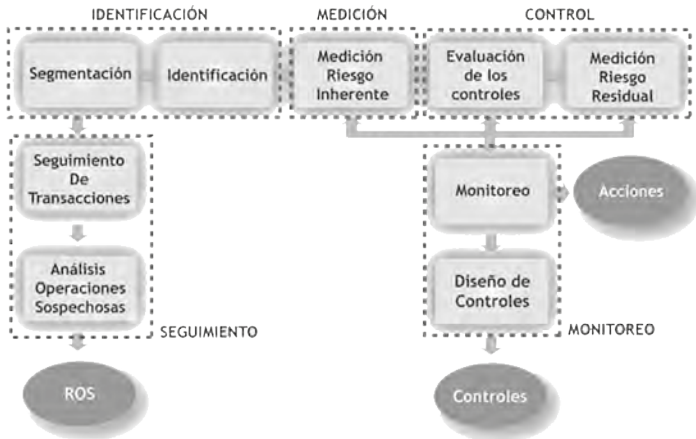 IDENTIFICACIÓN
MEDICIÓN
CONTROL
Segmentación
Identificación
Medición
Riesgo
Inherente
Evaluación
de los
controles
Medición
Riesgo
Residual
Seguimiento
De
Transacciones
Monitoreo
Acciones
Análisis
Operaciones
Sospechosas
Diseño de
Controles
SEGUIMIENTO
MONITOREO
ROS
Controles